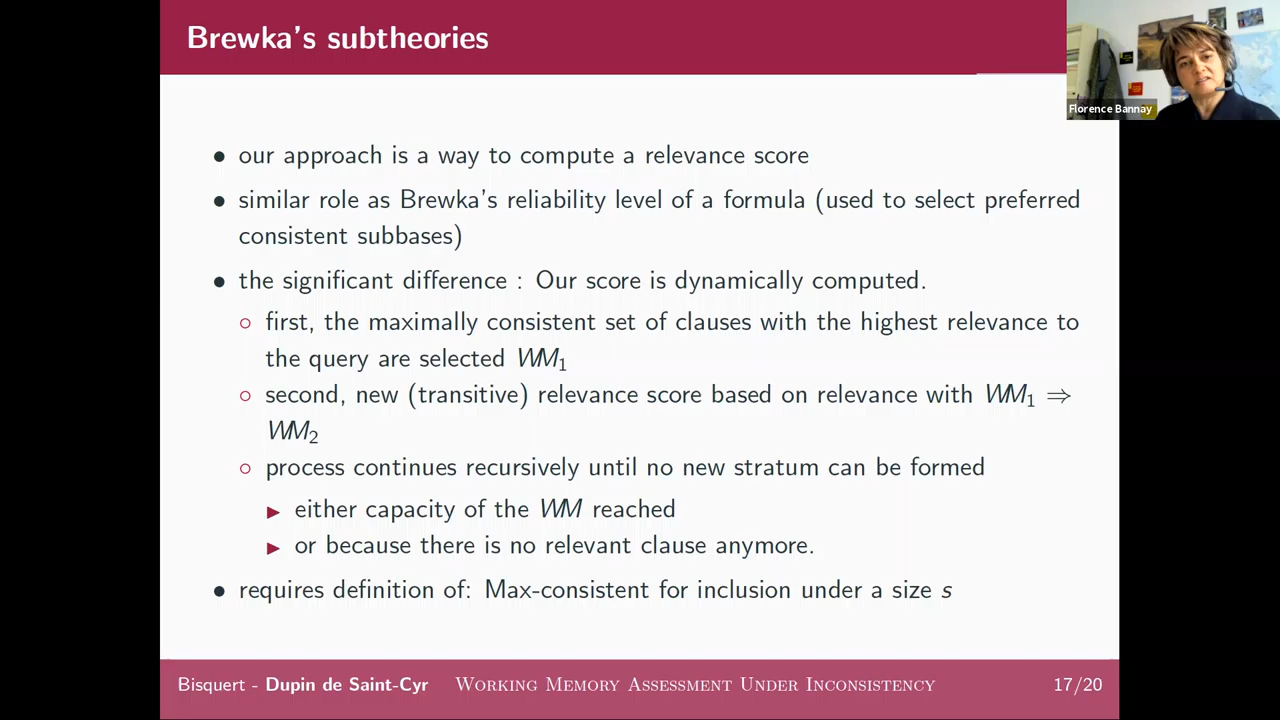 Brewka's subtheories
Florence Bannay
• our approach is a way to compute a relevance score
• similar role as Brewka's reliability level of a formula (used to select preferred
consistent subbases)
• the significant difference : Our score is dynamically computed.
○ first, the maximally consistent set of clauses with the highest relevance to
the query are selected WM₁
○ second, new (transitive) relevance score based on relevance with WM₁ ⇒
WM₂
○ process continues recursively until no new stratum can be formed
▶ either capacity of the WM reached
▶ or because there is no relevant clause anymore.
• requires definition of: Max-consistent for inclusion under a size s
Bisquert - Dupin de Saint-Cyr Working Memory Assessment Under Inconsistency 17/20